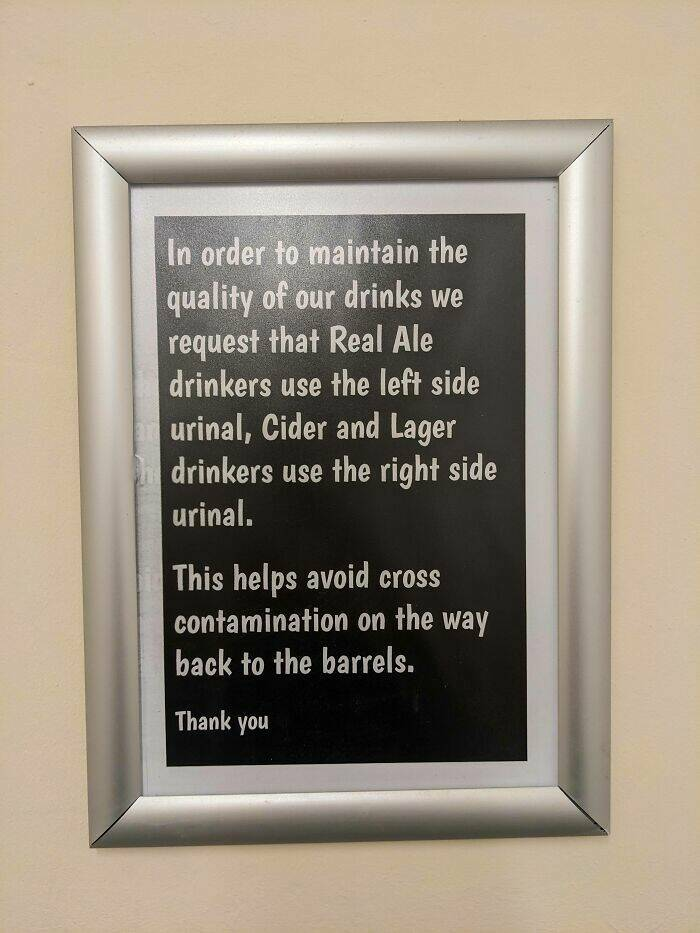 In order to maintain the
quality of our drinks we
request that Real Ale
drinkers use the left side
urinal, Cider and Lager
drinkers use the right side
urinal.
This helps avoid cross
contamination on the way
back to the barrels.
Thank you